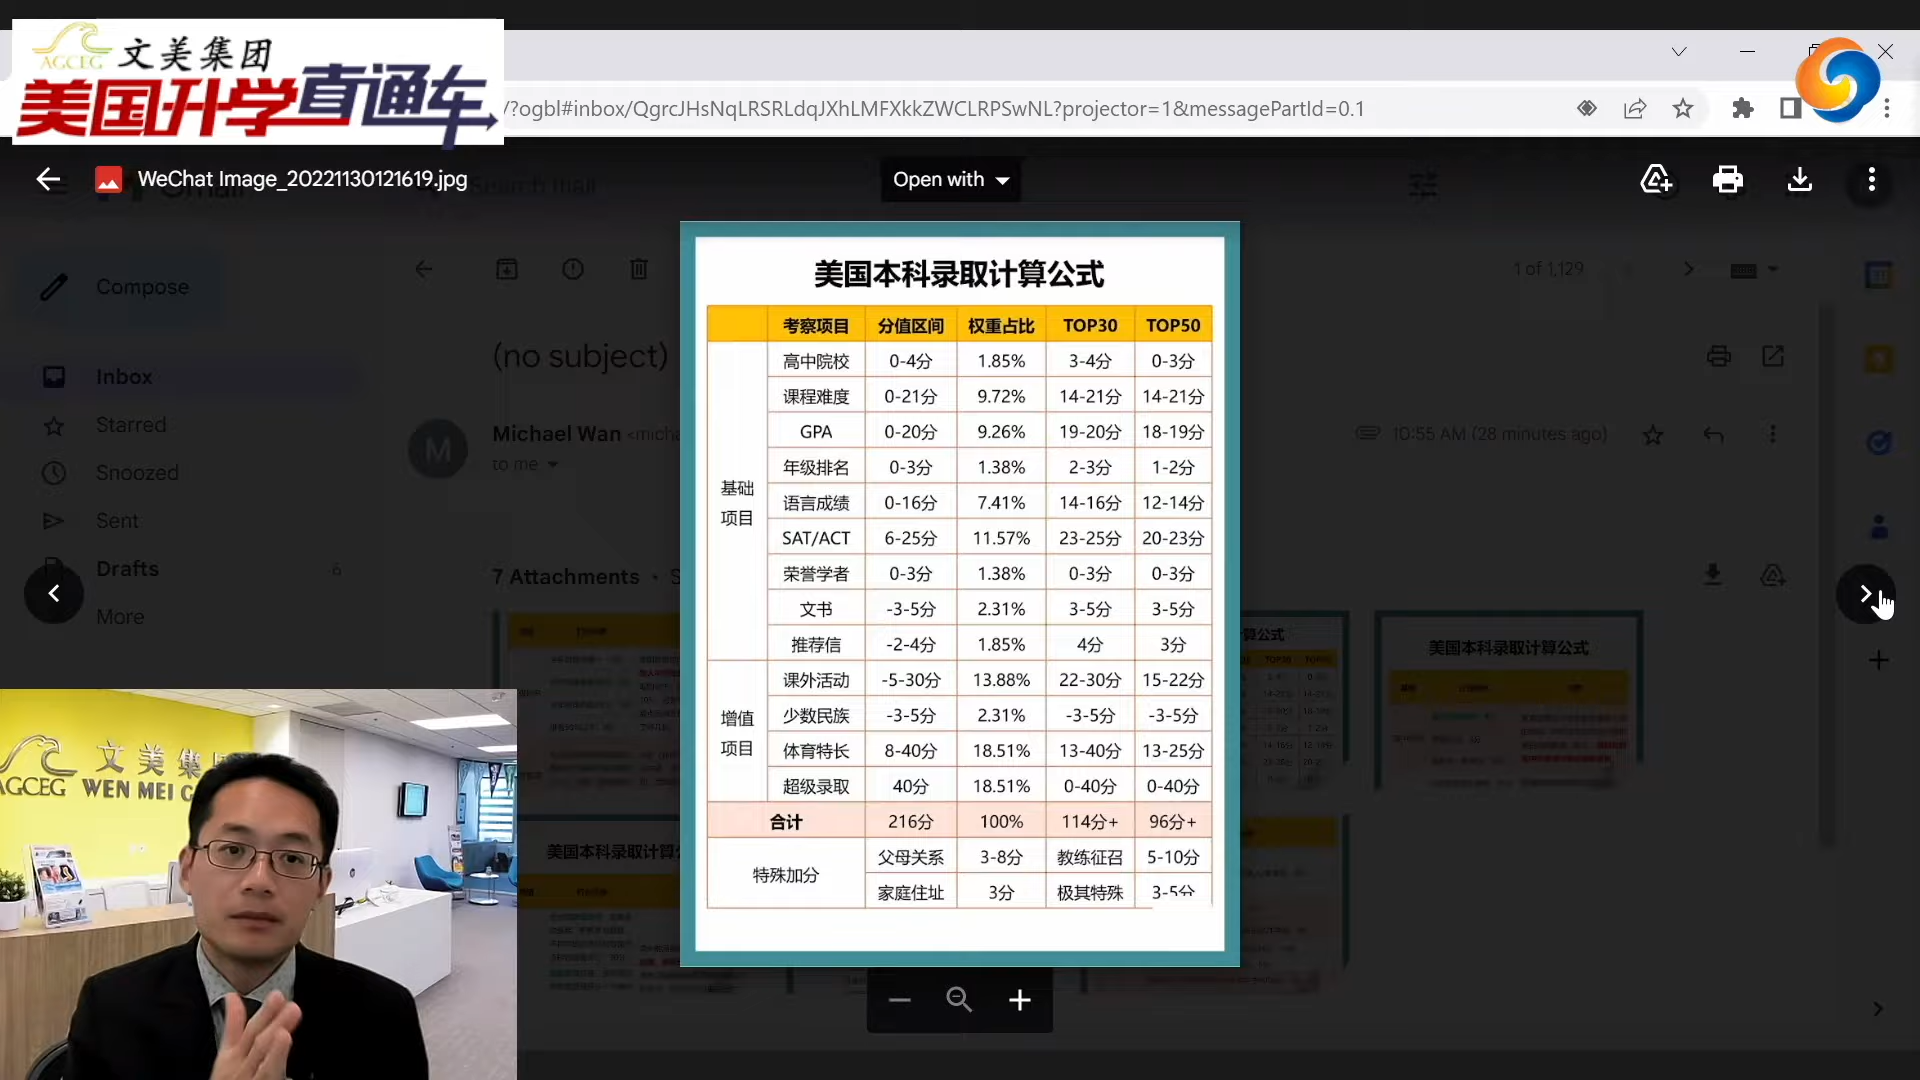 AGCEG 文美集团
美国升学直通车
/?ogbl#inbox/QgrcJHsNqLRSRLdqJXhLMFXkkZWCLRPSwNL?projector=1&messagePartId=0.1
WeChat Image_20221130121619.jpg
Search mail
Open with
Compose
1 of 1,129
(no subject)
Inbox
Starred
Michael Wan <micha
10:55 AM (28 minutes ago)
to me
Snoozed
Sent
Drafts 6
7 Attachments
More
美国本科录取计算公式
考察项目 分值区间 权重占比 TOP30 TOP50
基础项目
高中院校 0-4分 1.85% 3-4分 0-3分
课程难度 0-21分 9.72% 14-21分 14-21分
GPA 0-20分 9.26% 19-20分 18-19分
年级排名 0-3分 1.38% 2-3分 1-2分
语言成绩 0-16分 7.41% 14-16分 12-14分
SAT/ACT 6-25分 11.57% 23-25分 20-23分
荣誉学者 0-3分 1.38% 0-3分 0-3分
文书 -3-5分 2.31% 3-5分 3-5分
推荐信 -2-4分 1.85% 4分 3分
增值项目
课外活动 -5-30分 13.88% 22-30分 15-22分
少数民族 -3-5分 2.31% -3-5分 -3-5分
体育特长 8-40分 18.51% 13-40分 13-25分
超级录取 40分 18.51% 0-40分 0-40分
合计 216分 100% 114分+ 96分+
特殊加分
父母关系 3-8分 教练征召 5-10分
家庭住址 3分 极其特殊 3-5分
美国本科录取计算公式
美国本科录取计算公
AGCEG 文美集
WEN MEI